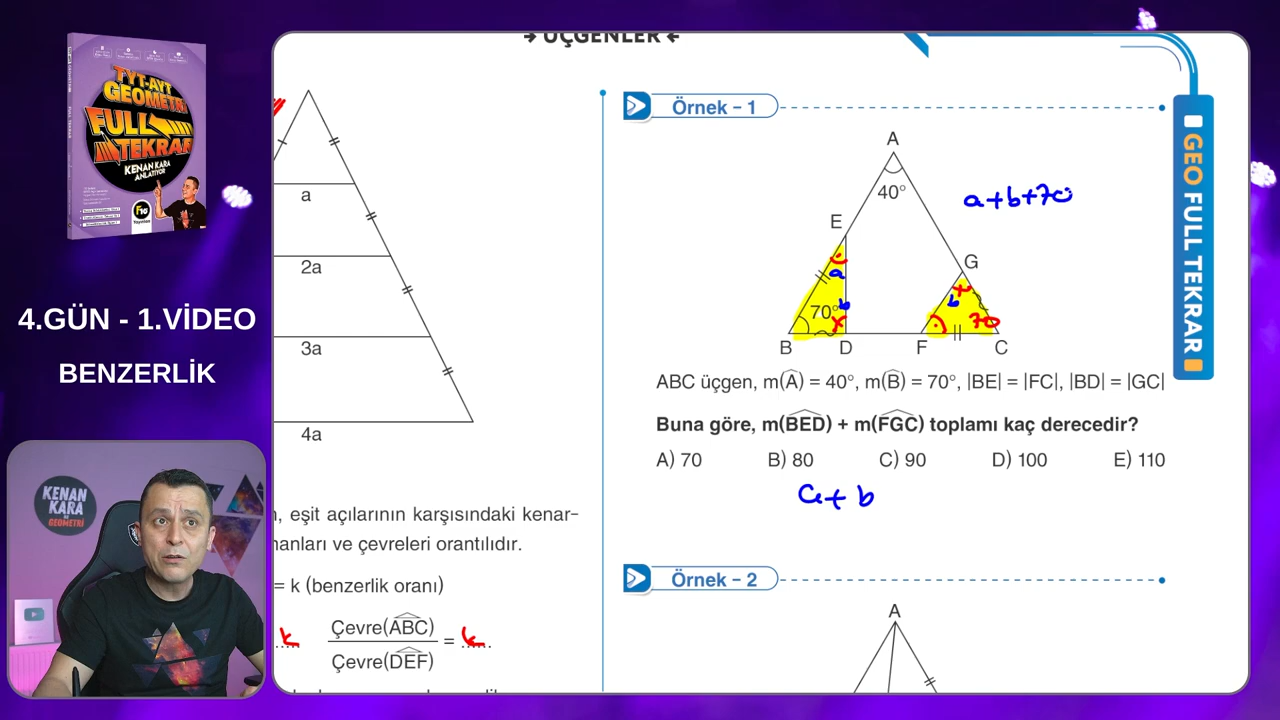 TYT-AYT
GEOMETRİ
FULL
TEKRAR
KENAN KARA
ANLATIYOR
4.GÜN - 1.VİDEO
BENZERLİK
KENAN
KARA
GEOMETRİ
→ ÜÇGENLER ←
a
2a
3a
4a
eşit açılarının karşısındaki kenar-
ve çevreleri orantılıdır.
= k (benzerlik oranı)
k
Çevre(ABC)
Çevre(DEF)
= k
Örnek – 1
A
40°
a+b+70
E
a
G
70°
b
x
b
x
70
B
D
F
C
ABC üçgen, m(A) = 40°, m(B) = 70°, |BE| = |FC|, |BD| = |GC|
Buna göre, m(BED) + m(FGC) toplamı kaç derecedir?
A) 70 B) 80 C) 90 D) 100 E) 110
a+b
Örnek – 2
A
GEO FULL TEKRAR